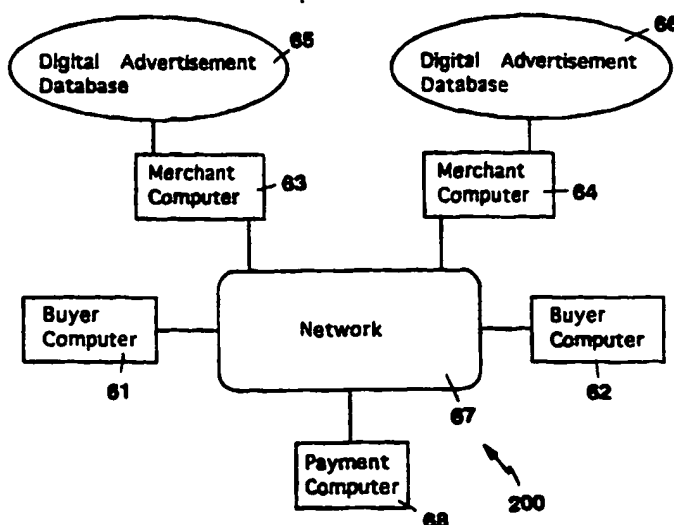 65
Digital Advertisement
Database
66
Digital Advertisement
Database
Merchant
Computer
63
Merchant
Computer
64
Buyer
Computer
61
Network
67
Buyer
Computer
62
Payment
Computer
68
200